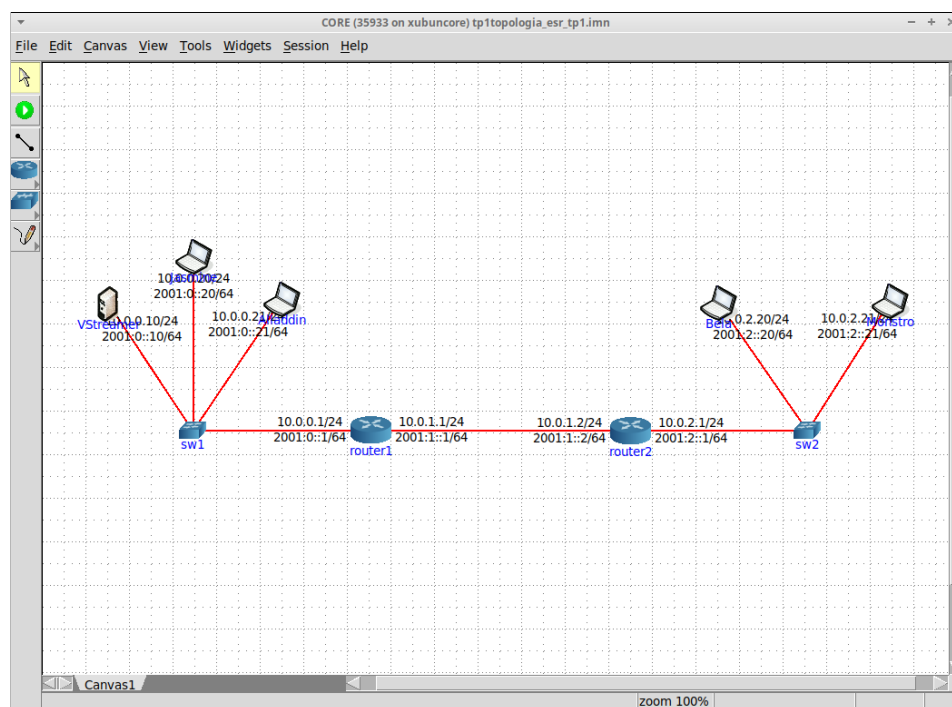 CORE (35933 on xubuncore) tp1topologia_esr_tp1.imn
File Edit Canvas View Tools Widgets Session Help
10.0.0.20/24
2001:0::20/64
VStreamer
.0.0.10/24
2001:0::10/64
10.0.0.21
Aladdin
2001:0::21/64
Bela
0.2.20/24
2001:2::20/64
10.0.2.21
Monstro
2001:2::21/64
10.0.0.1/24
2001:0::1/64
10.0.1.1/24
2001:1::1/64
10.0.1.2/24
2001:1::2/64
10.0.2.1/24
2001:2::1/64
sw1
router1
router2
sw2
Canvas1
zoom 100%